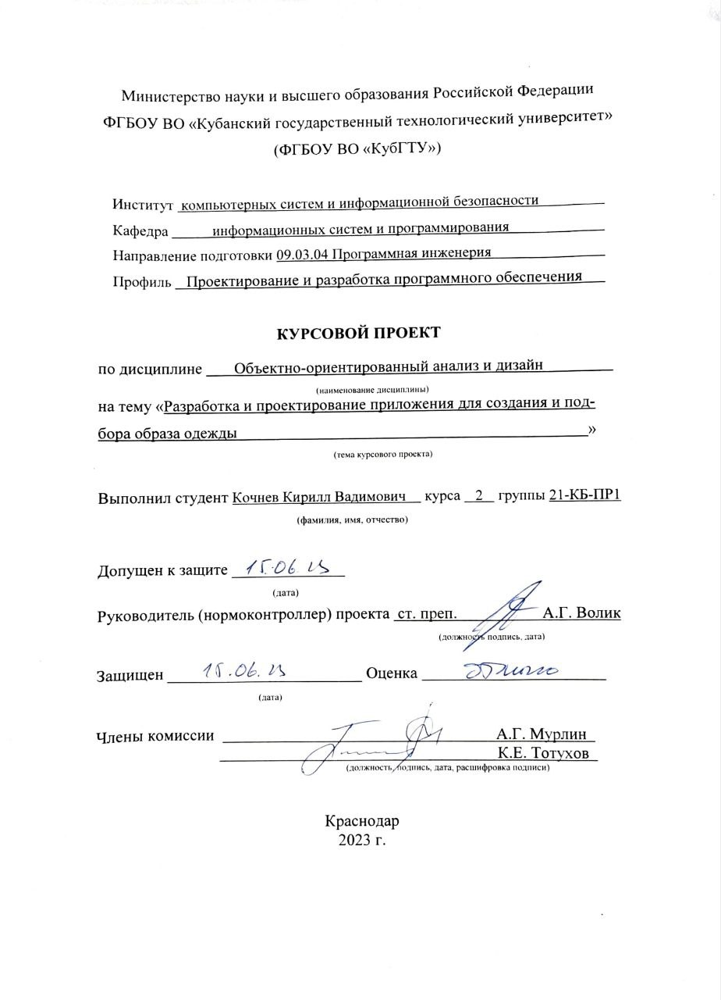 Министерство науки и высшего образования Российской Федерации
ФГБОУ ВО «Кубанский государственный технологический университет»
(ФГБОУ ВО «КубГТУ»)
Институт компьютерных систем и информационной безопасности
Кафедра информационных систем и программирования
Направление подготовки 09.03.04 Программная инженерия
Профиль Проектирование и разработка программного обеспечения
КУРСОВОЙ ПРОЕКТ
по дисциплине Объектно-ориентированный анализ и дизайн
(наименование дисциплины)
на тему «Разработка и проектирование приложения для создания и под-
бора образа одежды»
(тема курсового проекта)
Выполнил студент Кочнев Кирилл Вадимович курса 2 группы 21-КБ-ПР1
(фамилия, имя, отчество)
Допущен к защите 15.06.23
(дата)
Руководитель (нормоконтроллер) проекта ст. преп. А.Г. Волик
(должность подпись, дата)
Защищен 15.06.23 Оценка отлично
(дата)
Члены комиссии А.Г. Мурлин
К.Е. Тотухов
(должность, подпись, дата, расшифровка подписи)
Краснодар
2023 г.